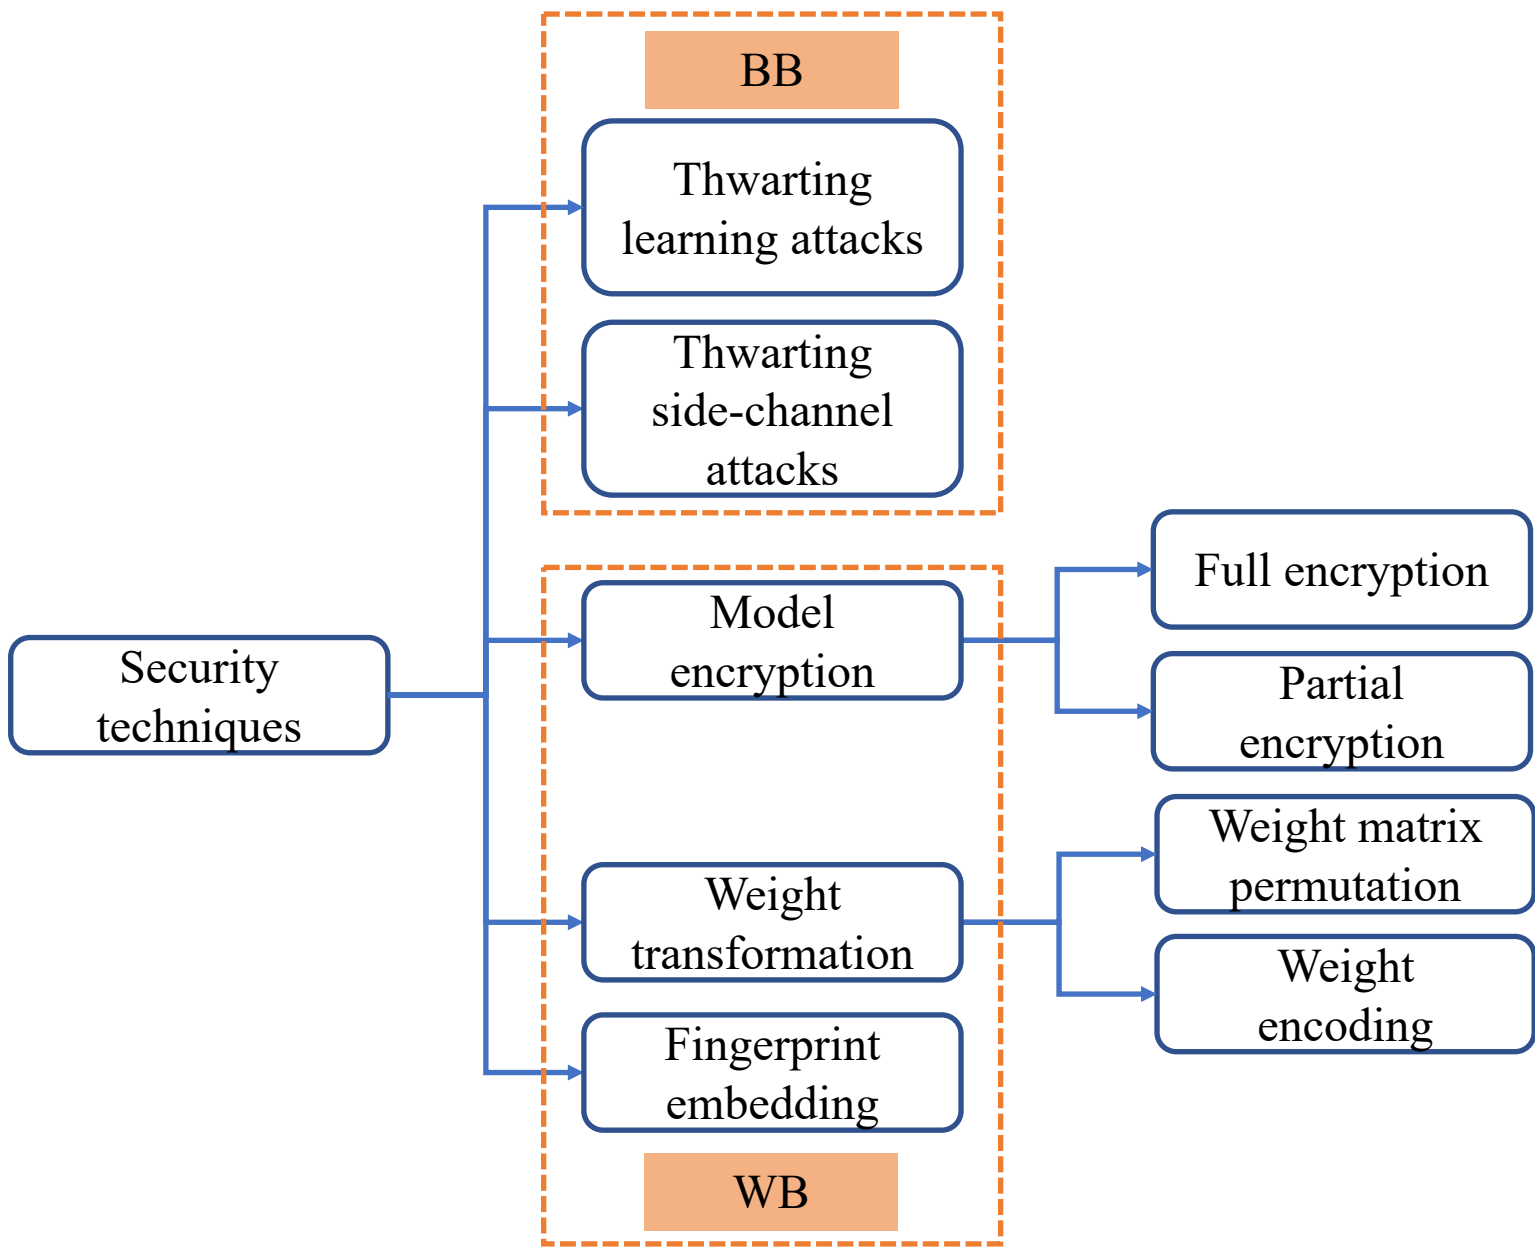 BB
Thwarting
learning attacks
Thwarting
side-channel
attacks
Security
techniques
Model
encryption
Full encryption
Partial
encryption
Weight
transformation
Weight matrix
permutation
Weight
encoding
Fingerprint
embedding
WB